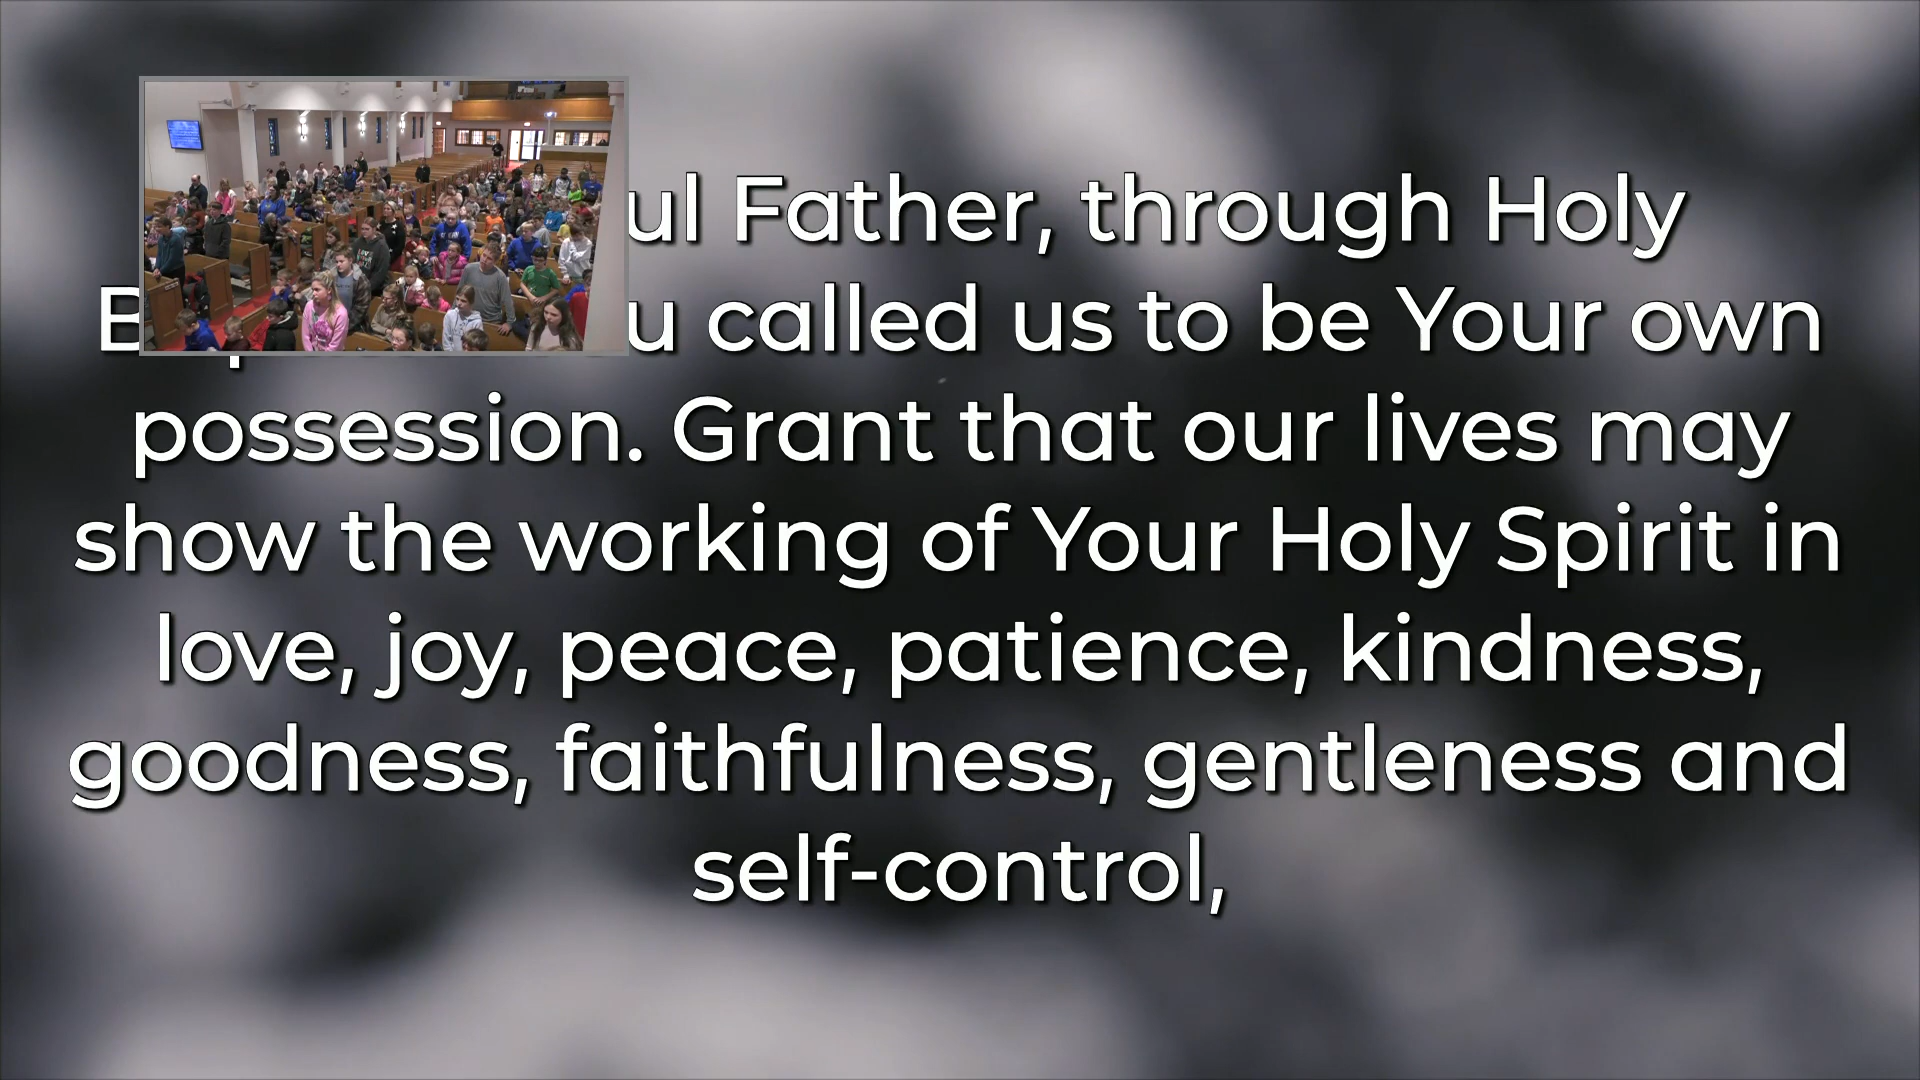 Father, through Holy
called us to be Your own
possession. Grant that our lives may
show the working of Your Holy Spirit in
love, joy, peace, patience, kindness,
goodness, faithfulness, gentleness and
self-control,